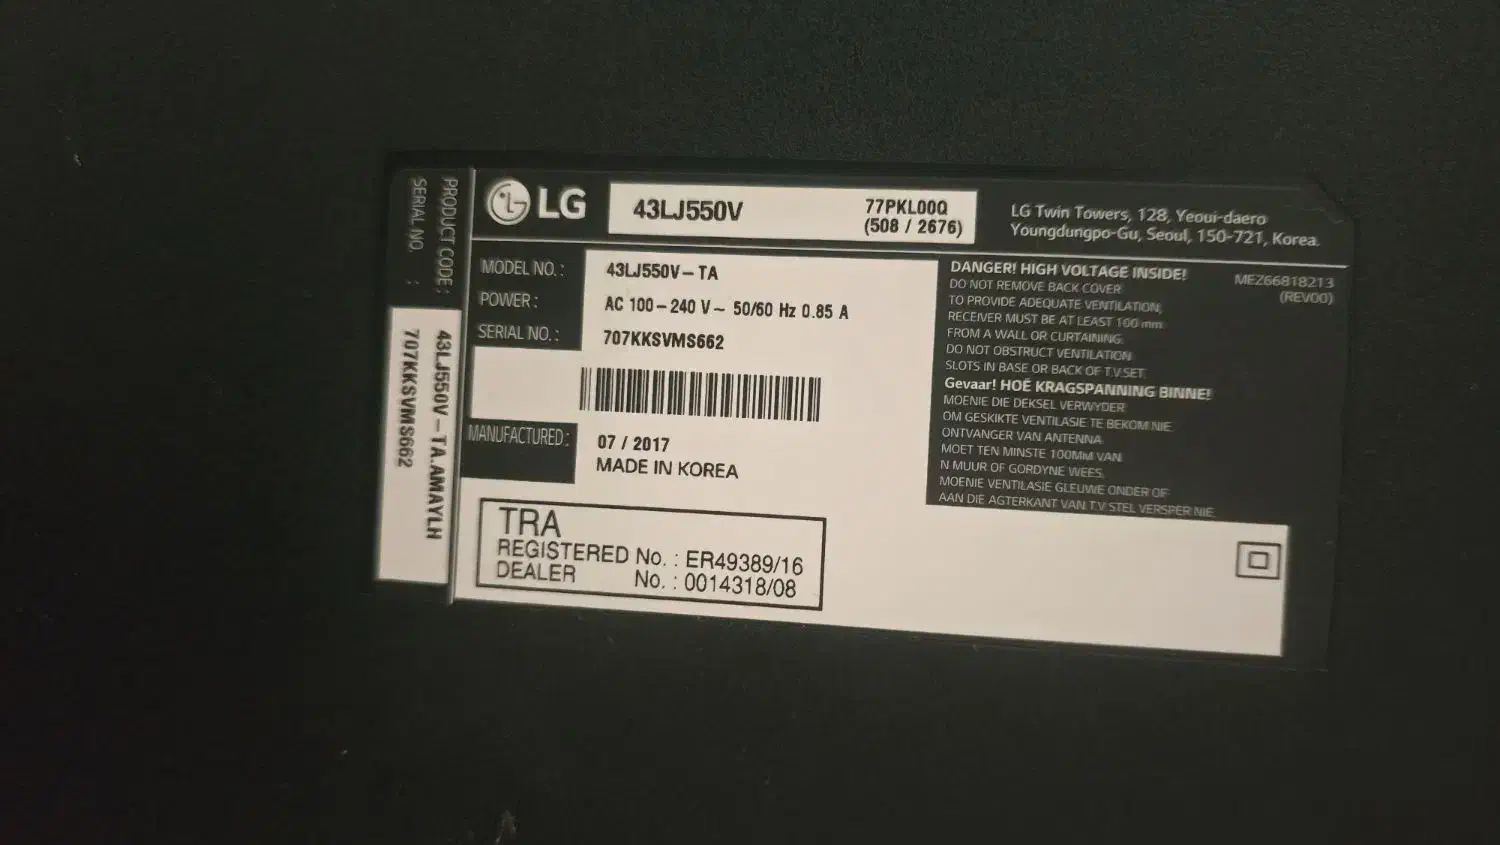 PRODUCT CODE :
SERIAL NO. :
43LJ550V-TA.AMAYLH
707KKSVMS662
LG
43LJ550V
77PKL00Q
(508 / 2676)
LG Twin Towers, 128, Yeoui-daero
Youngdungpo-Gu, Seoul, 150-721, Korea.
MODEL NO. : 43LJ550V-TA
POWER : AC 100-240 V~ 50/60 Hz 0.85 A
SERIAL NO. : 707KKSVMS662
MANUFACTURED: 07 / 2017
MADE IN KOREA
TRA
REGISTERED No. : ER49389/16
DEALER No. : 0014318/08
DANGER! HIGH VOLTAGE INSIDE!
DO NOT REMOVE BACK COVER
TO PROVIDE ADEQUATE VENTILATION,
RECEIVER MUST BE AT LEAST 100 mm
FROM A WALL OR CURTAINING.
DO NOT OBSTRUCT VENTILATION
SLOTS IN BASE OR BACK OF T.V SET.
Gevaar! HOË KRAGSPANNING BINNE!
MOENIE DIE DEKSEL VERWYDER
OM GESKIKTE VENTILASIE TE BEKOM NIE.
ONTVANGER VAN ANTENNA
MOET TEN MINSTE 100MM VAN
N MUUR OF GORDYNE WEES.
MOENIE VENTILASIE GLEUWE ONDER OF
AAN DIE AGTERKANT VAN T.V STEL VERSPER NIE.
MEZ66818213
(REV00)